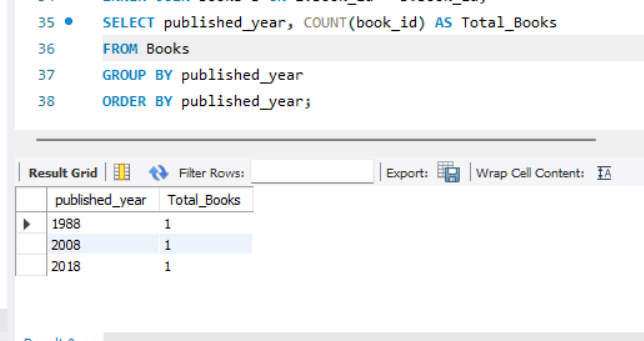 35 SELECT published_year, COUNT(book_id) AS Total_Books
36 FROM Books
37 GROUP BY published_year
38 ORDER BY published_year;
Result Grid Filter Rows: Export: Wrap Cell Content: IA
published_year Total_Books
1988 1
2008 1
2018 1